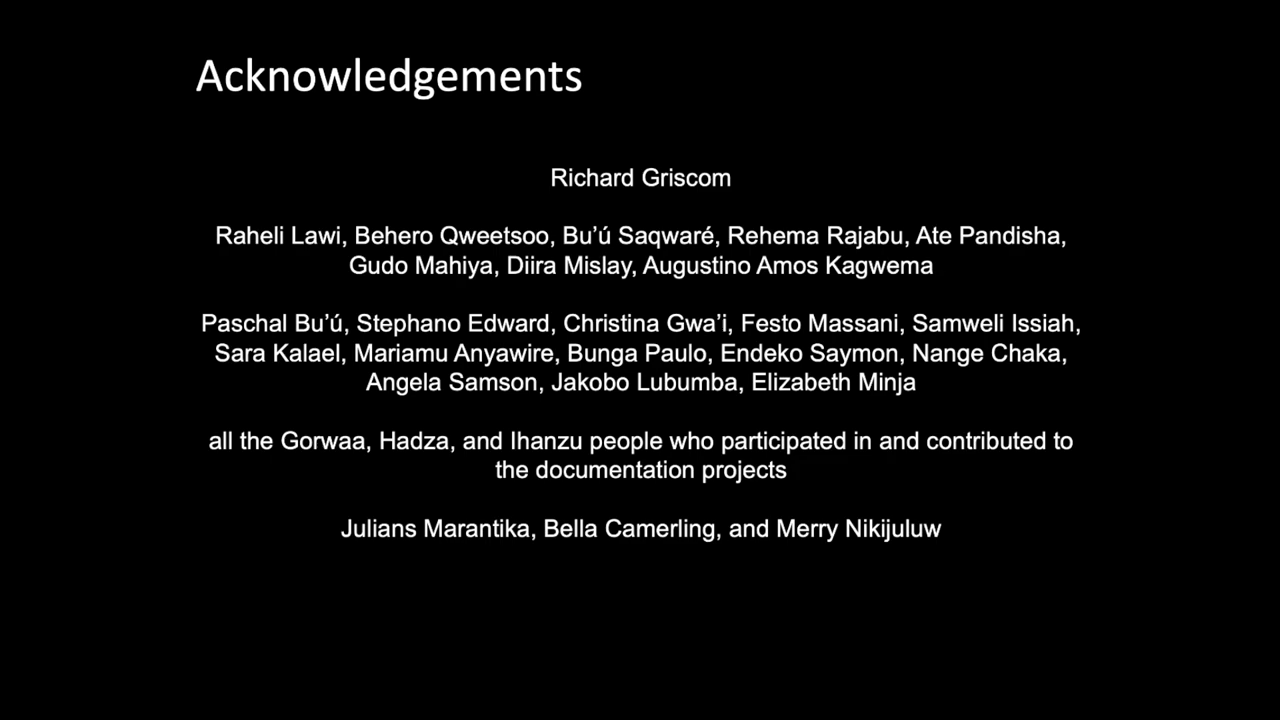 Acknowledgements
Richard Griscom
Raheli Lawi, Behero Qweetsoo, Bu’ú Saqwaré, Rehema Rajabu, Ate Pandisha,
Gudo Mahiya, Diira Mislay, Augustino Amos Kagwema
Paschal Bu’ú, Stephano Edward, Christina Gwa’i, Festo Massani, Samweli Issiah,
Sara Kalael, Mariamu Anyawire, Bunga Paulo, Endeko Saymon, Nange Chaka,
Angela Samson, Jakobo Lubumba, Elizabeth Minja
all the Gorwaa, Hadza, and Ihanzu people who participated in and contributed to
the documentation projects
Julians Marantika, Bella Camerling, and Merry Nikijuluw